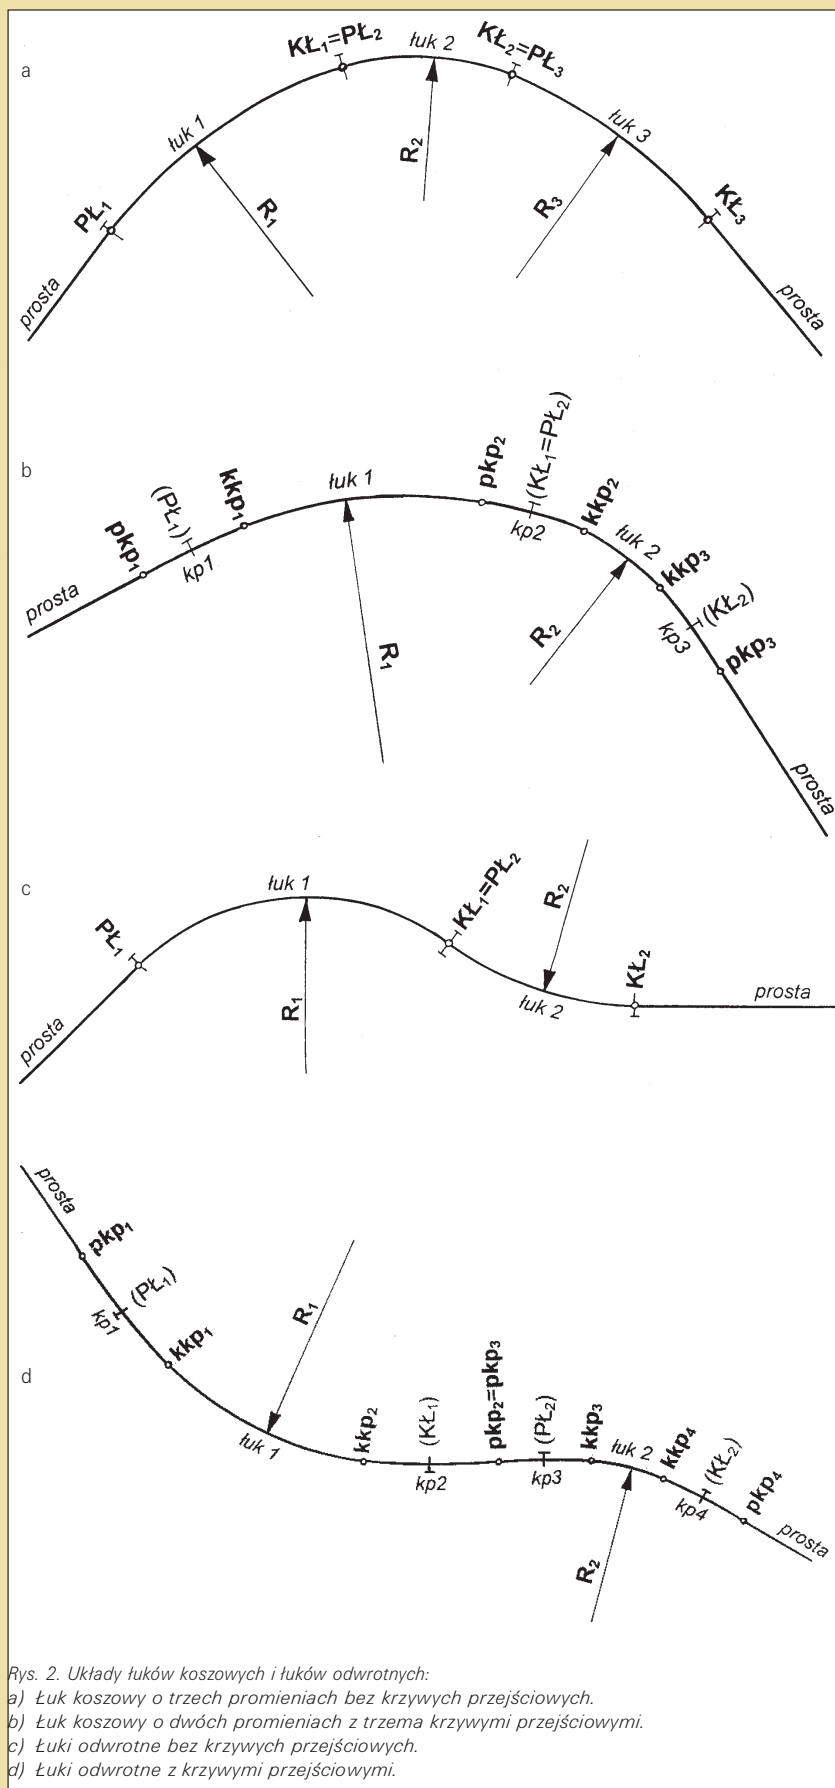 a
prosta
PŁ₁
łuk 1
R₁
KŁ₁=PŁ₂
łuk 2
R₂
KŁ₂=PŁ₃
łuk 3
R₃
KŁ₃
prosta
b
prosta
pkp₁
(PŁ₁)
kp1
kkp₁
łuk 1
R₁
pkp₂
(KŁ₁=PŁ₂)
kp2
kkp₂
łuk 2
R₂
kkp₃
(KŁ₂)
kp3
pkp₃
prosta
c
prosta
PŁ₁
łuk 1
R₁
KŁ₁=PŁ₂
R₂
łuk 2
KŁ₂
prosta
d
prosta
pkp₁
(PŁ₁)
kp1
kkp₁
R₁
łuk 1
kkp₂
(KŁ₁)
kp2
pkp₂=pkp₃
(PŁ₂)
kp3
kkp₃
łuk 2
R₂
kkp₄
(KŁ₂)
kp4
pkp₄
prosta
Rys. 2. Układy łuków koszowych i łuków odwrotnych:
a) Łuk koszowy o trzech promieniach bez krzywych przejściowych.
b) Łuk koszowy o dwóch promieniach z trzema krzywymi przejściowymi.
c) Łuki odwrotne bez krzywych przejściowych.
d) Łuki odwrotne z krzywymi przejściowymi.